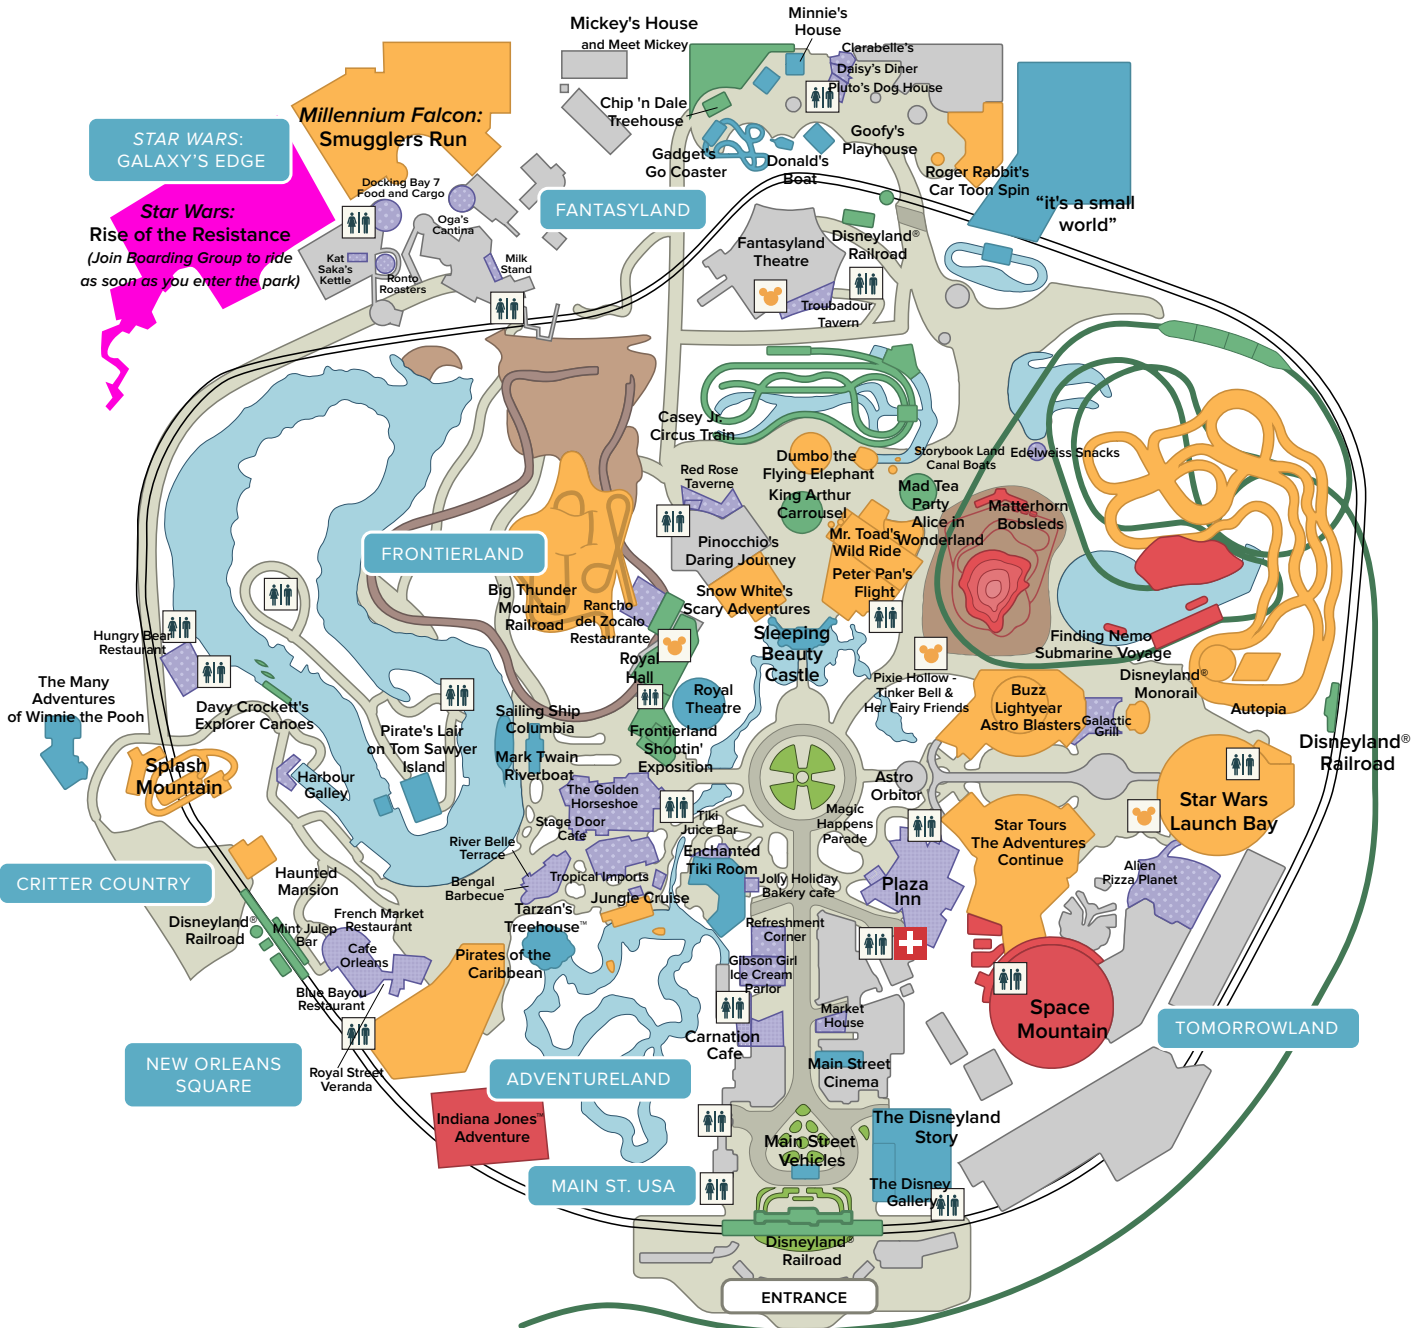 Mickey's House
and Meet Mickey
Minnie's
House
Clarabelle's
Daisy's Diner
Pluto's Dog House
Chip 'n Dale
Treehouse
Gadget's
Go Coaster
Donald's
Boat
Goofy's
Playhouse
Roger Rabbit's
Car Toon Spin
“it's a small
world”
Millennium Falcon:
Smugglers Run
STAR WARS:
GALAXY'S EDGE
Star Wars:
Rise of the Resistance
(Join Boarding Group to ride
as soon as you enter the park)
Docking Bay 7
Food and Cargo
Oga's
Cantina
Kat
Saka's
Kettle
Ronto
Roasters
Milk
Stand
FANTASYLAND
Fantasyland
Theatre
Disneyland®
Railroad
Troubadour
Tavern
Casey Jr.
Circus Train
Dumbo the
Flying Elephant
Storybook Land
Canal Boats
Edelweiss Snacks
Red Rose
Taverne
King Arthur
Carrousel
Mad Tea
Party
Alice in
Wonderland
Matterhorn
Bobsleds
Mr. Toad's
Wild Ride
Pinocchio's
Daring Journey
Peter Pan's
Flight
Snow White's
Scary Adventures
FRONTIERLAND
Big Thunder
Mountain
Railroad
Rancho
del Zocalo
Restaurante
Sleeping
Beauty
Castle
Finding Nemo
Submarine Voyage
Hungry Bear
Restaurant
Royal
Hall
Royal
Theatre
Pixie Hollow -
Tinker Bell &
Her Fairy Friends
Disneyland®
Monorail
Buzz
Lightyear
Astro Blasters
Galactic
Grill
Autopia
Disneyland®
Railroad
The Many
Adventures
of Winnie the Pooh
Davy Crockett's
Explorer Canoes
Pirate's Lair
on Tom Sawyer
Island
Sailing Ship
Columbia
Mark Twain
Riverboat
Frontierland
Shootin'
Exposition
Splash
Mountain
Harbour
Galley
The Golden
Horseshoe
Stage Door
Cafe
Tiki
Juice Bar
Astro
Orbitor
Magic
Happens
Parade
Star Wars
Launch Bay
Star Tours
The Adventures
Continue
River Belle
Terrace
Enchanted
Tiki Room
Alien
Pizza Planet
CRITTER COUNTRY
Haunted
Mansion
Bengal
Barbecue
Tropical Imports
Jungle Cruise
Jolly Holiday
Bakery cafe
Plaza
Inn
Disneyland®
Railroad
Mint Julep
Bar
French Market
Restaurant
Cafe
Orleans
Tarzan's
Treehouse™
Refreshment
Corner
Pirates of the
Caribbean
Gibson Girl
Ice Cream
Parlor
Blue Bayou
Restaurant
Market
House
Space
Mountain
TOMORROWLAND
Carnation
Cafe
NEW ORLEANS
SQUARE
Royal Street
Veranda
ADVENTURELAND
Main Street
Cinema
Indiana Jones™
Adventure
Main Street
Vehicles
The Disneyland
Story
MAIN ST. USA
The Disney
Gallery
Disneyland®
Railroad
ENTRANCE